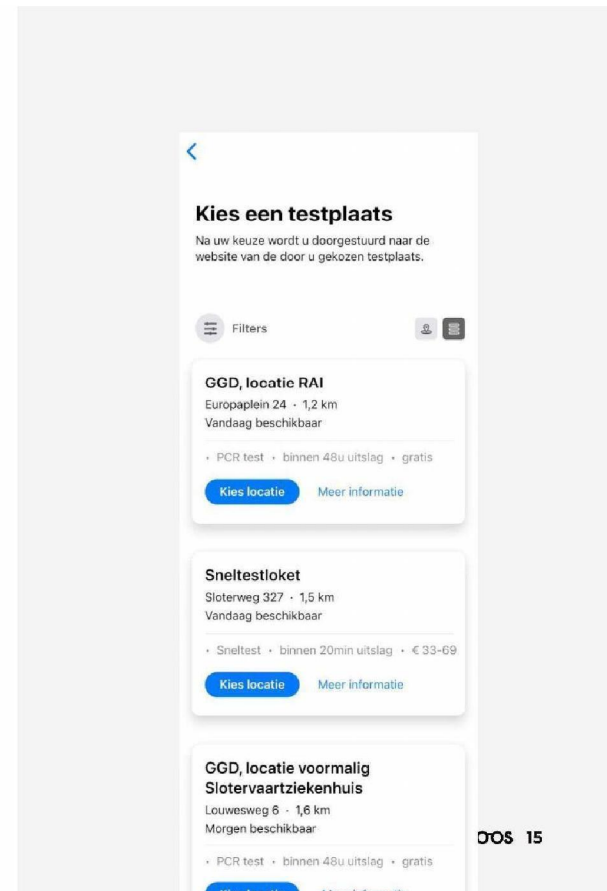 Kies een testplaats
Na uw keuze wordt u doorgestuurd naar de
website van de door u gekozen testplaats.
Filters
GGD, locatie RAI
Europaplein 24 · 1,2 km
Vandaag beschikbaar
· PCR test · binnen 48u uitslag · gratis
Kies locatie Meer informatie
Sneltestloket
Sloterweg 327 · 1,5 km
Vandaag beschikbaar
· Sneltest · binnen 20min uitslag · € 33-69
Kies locatie Meer informatie
GGD, locatie voormalig
Slotervaartziekenhuis
Louwesweg 6 · 1,6 km
Morgen beschikbaar
· PCR test · binnen 48u uitslag · gratis
15